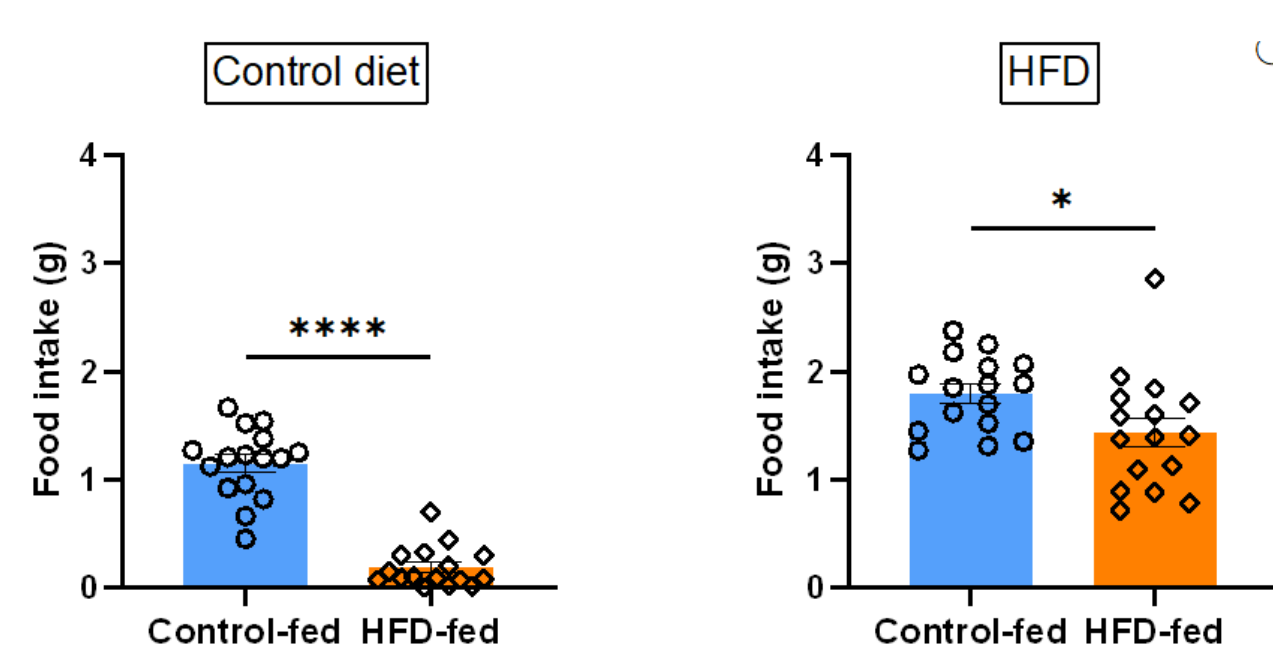 Control diet
Food intake (g)
4
3
2
1
0
****
Control-fed HFD-fed
HFD
Food intake (g)
4
3
2
1
0
*
Control-fed HFD-fed